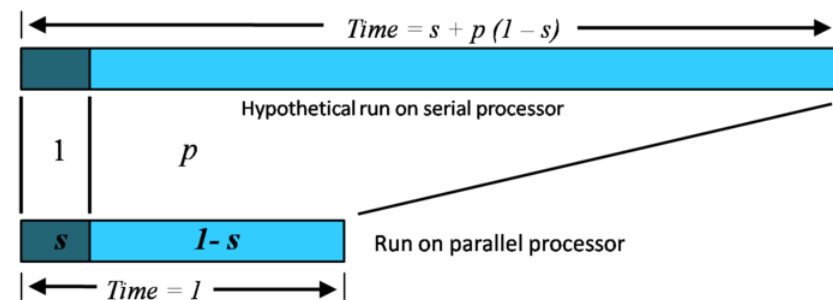 Time = s + p (1 – s)
Hypothetical run on serial processor
1
p
s
1- s
Run on parallel processor
Time = 1